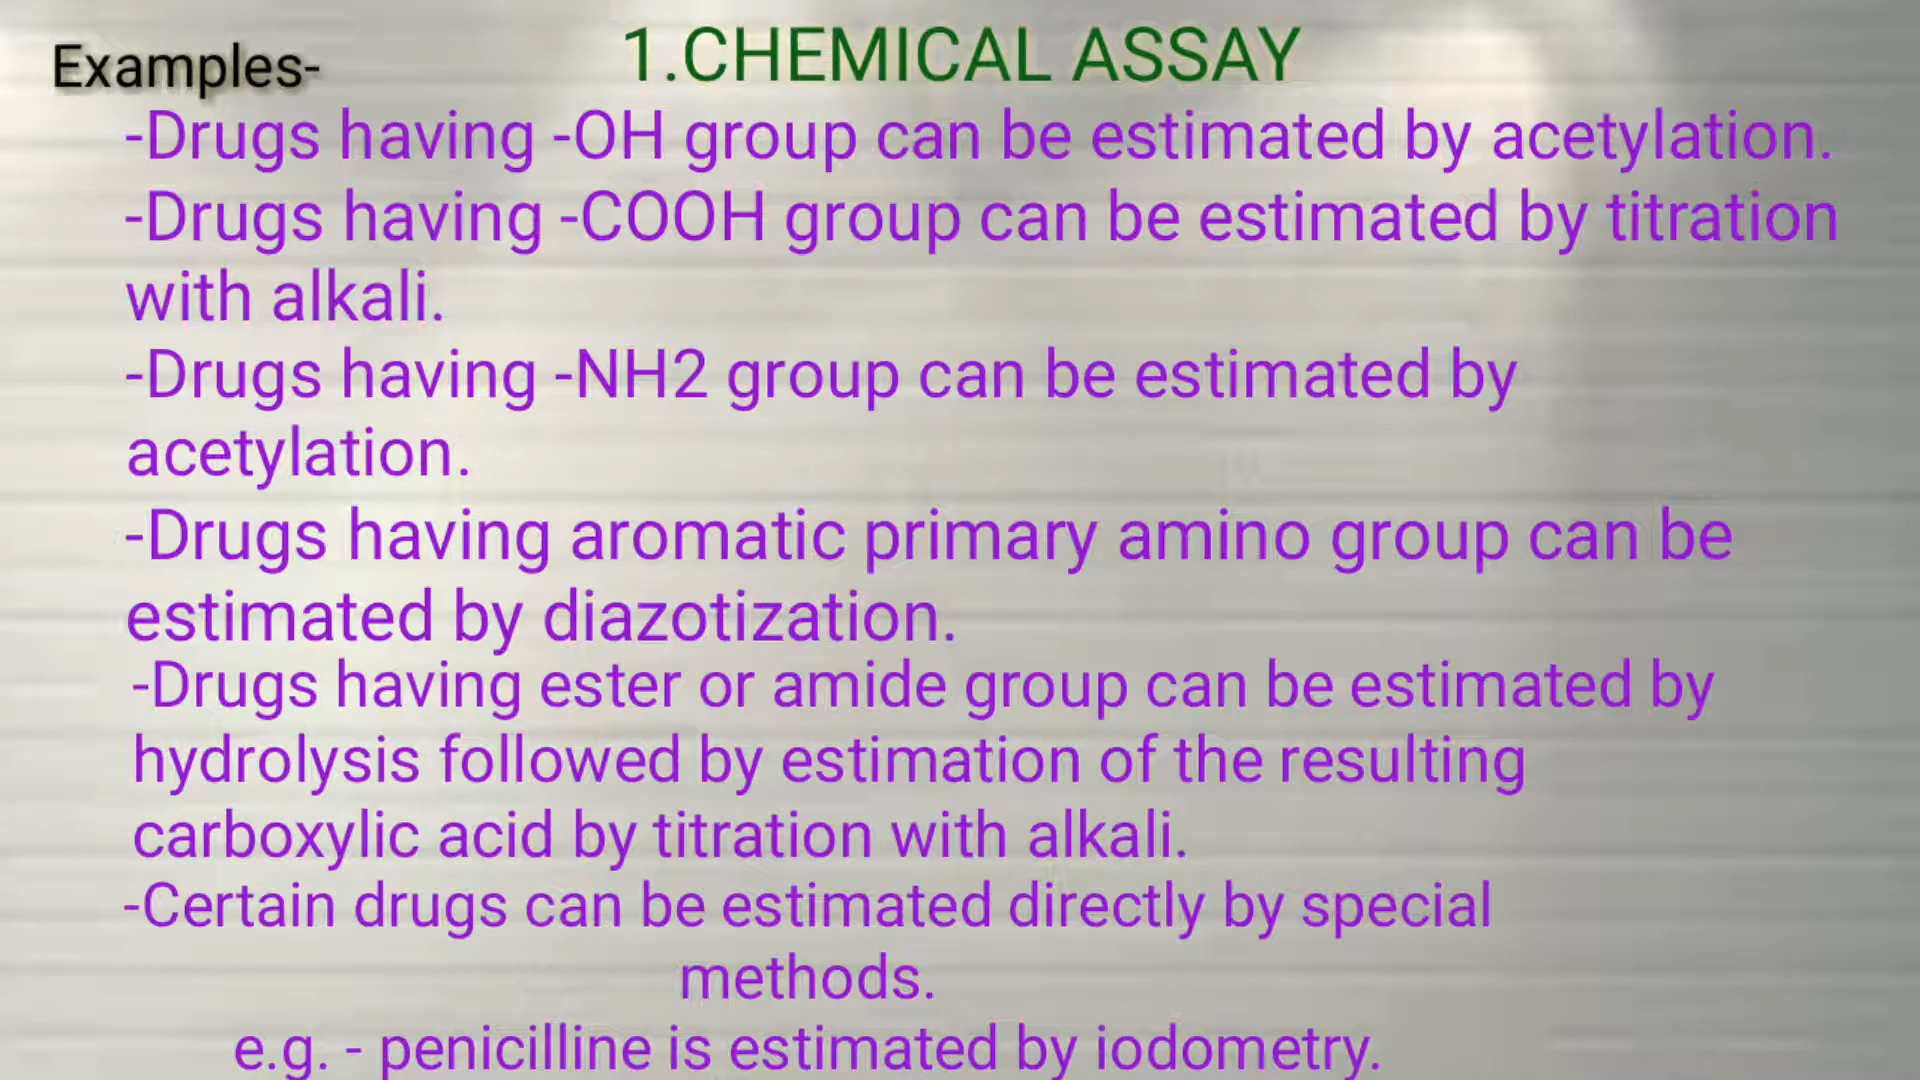 1.CHEMICAL ASSAY
Examples-
-Drugs having -OH group can be estimated by acetylation.
-Drugs having -COOH group can be estimated by titration
with alkali.
-Drugs having -NH2 group can be estimated by
acetylation.
-Drugs having aromatic primary amino group can be
estimated by diazotization.
-Drugs having ester or amide group can be estimated by
hydrolysis followed by estimation of the resulting
carboxylic acid by titration with alkali.
-Certain drugs can be estimated directly by special
methods.
e.g. - penicilline is estimated by iodometry.